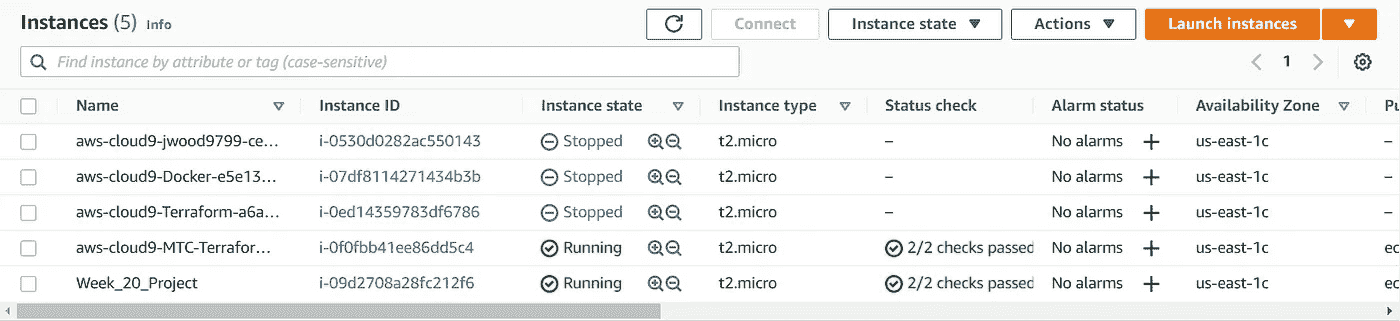 Instances (5) Info Connect Instance state Actions Launch instances
Find instance by attribute or tag (case-sensitive) 1
Name Instance ID Instance state Instance type Status check Alarm status Availability Zone Pu
aws-cloud9-jwood9799-ce... i-0530d0282ac550143 Stopped t2.micro – No alarms + us-east-1c –
aws-cloud9-Docker-e5e13... i-07df8114271434b3b Stopped t2.micro – No alarms + us-east-1c –
aws-cloud9-Terraform-a6a... i-0ed14359783df6786 Stopped t2.micro – No alarms + us-east-1c –
aws-cloud9-MTC-Terrafor... i-0f0fbb41ee86dd5c4 Running t2.micro 2/2 checks passed No alarms + us-east-1c ec
Week_20_Project i-09d2708a28fc212f6 Running t2.micro 2/2 checks passed No alarms + us-east-1c ec